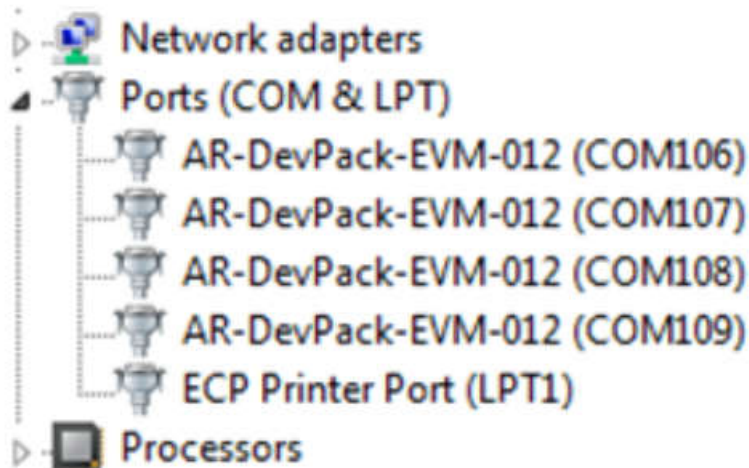 Network adapters
Ports (COM & LPT)
AR-DevPack-EVM-012 (COM106)
AR-DevPack-EVM-012 (COM107)
AR-DevPack-EVM-012 (COM108)
AR-DevPack-EVM-012 (COM109)
ECP Printer Port (LPT1)
Processors